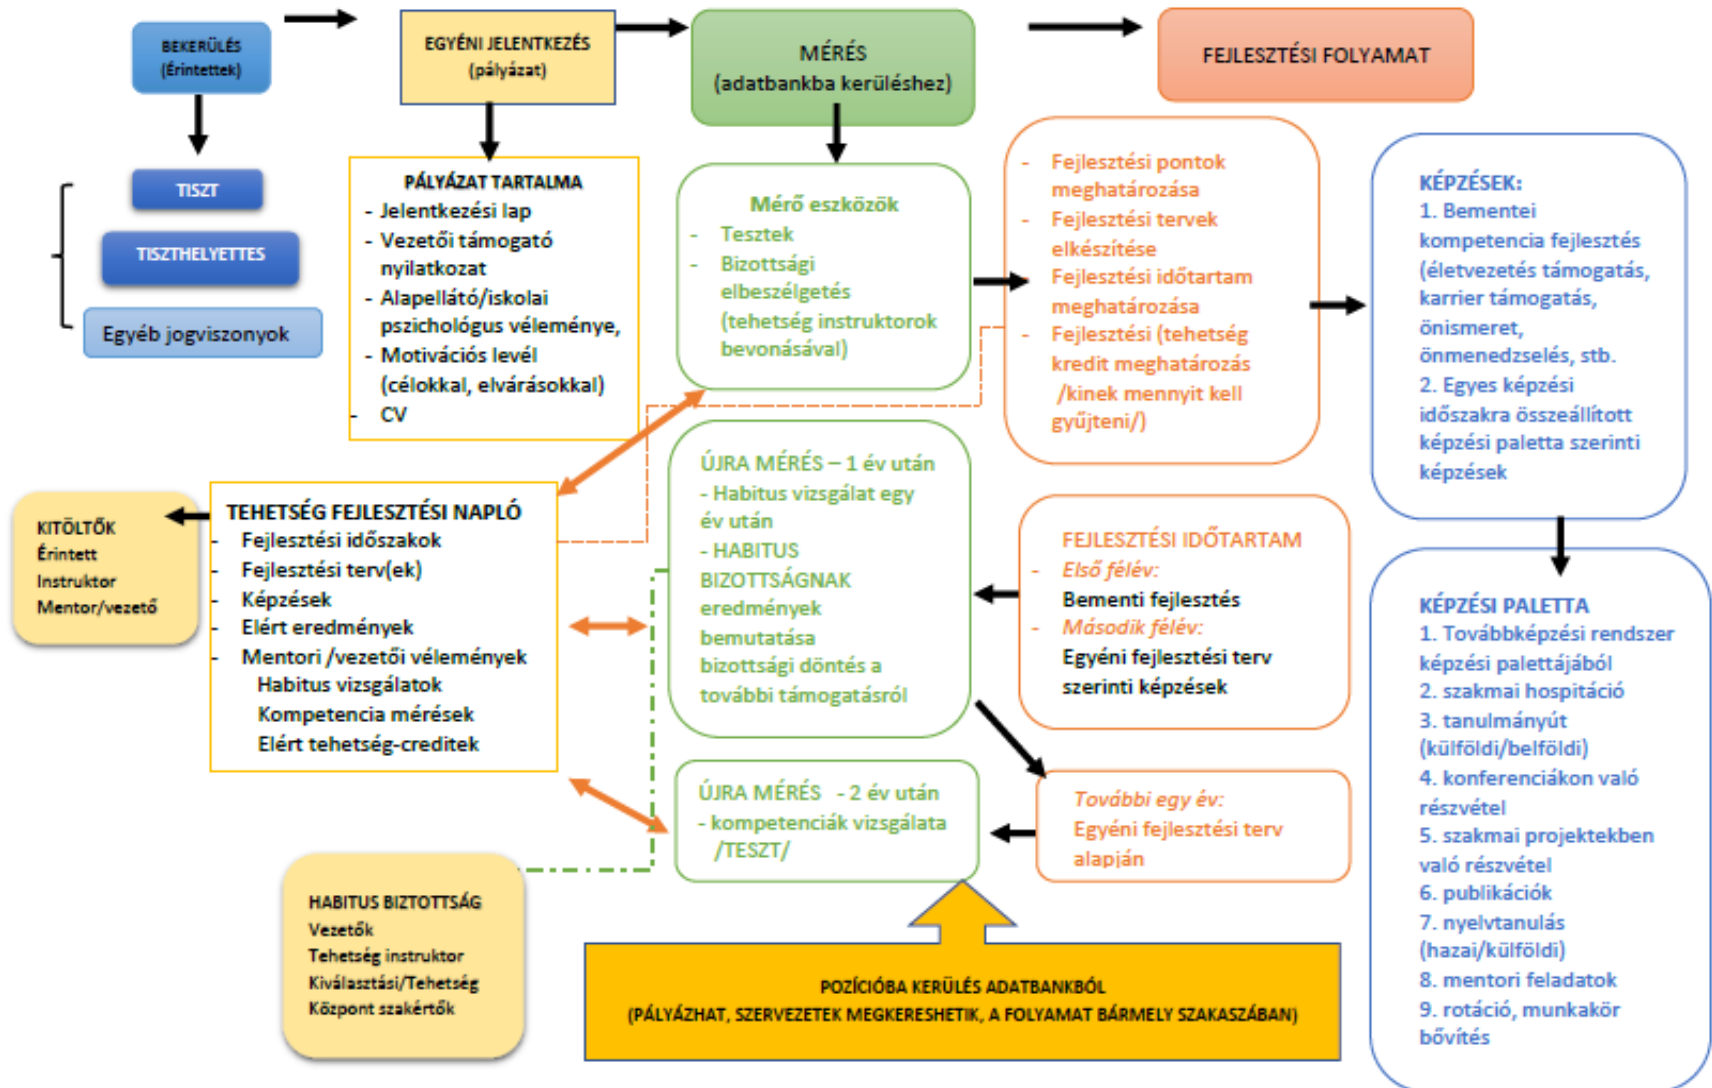 BEKERÜLÉS
(Érintettek)
EGYÉNI JELENTKEZÉS
(pályázat)
MÉRÉS
(adatbankba kerüléshez)
FEJLESZTÉSI FOLYAMAT
TISZT
TISZTHELYETTES
Egyéb jogviszonyok
PÁLYÁZAT TARTALMA
- Jelentkezési lap
- Vezetői támogató
nyilatkozat
- Alapellátó/iskolai
pszichológus véleménye,
- Motivációs levél
(célokkal, elvárásokkal)
- CV
Mérő eszközök
- Tesztek
- Bizottsági
elbeszélgetés
(tehetség instruktorok
bevonásával)
- Fejlesztési pontok
meghatározása
- Fejlesztési tervek
elkészítése
- Fejlesztési időtartam
meghatározása
- Fejlesztési (tehetség
kredit meghatározás
/kinek mennyit kell
gyűjteni/)
KÉPZÉSEK:
1. Bementei
kompetencia fejlesztés
(életvezetés támogatás,
karrier támogatás,
önismeret,
önmenedzselés, stb.
2. Egyes képzési
időszakra összeállított
képzési paletta szerinti
képzések
KITÖLTŐK
Érintett
Instruktor
Mentor/vezető
TEHETSÉG FEJLESZTÉSI NAPLÓ
- Fejlesztési időszakok
- Fejlesztési terv(ek)
- Képzések
- Elért eredmények
- Mentori /vezetői vélemények
Habitus vizsgálatok
Kompetencia mérések
Elért tehetség-creditek
ÚJRA MÉRÉS – 1 év után
- Habitus vizsgálat egy
év után
- HABITUS
BIZOTTSÁGNAK
eredmények
bemutatása
bizottsági döntés a
további támogatásról
FEJLESZTÉSI IDŐTARTAM
- Első félév:
Bementi fejlesztés
- Második félév:
Egyéni fejlesztési terv
szerinti képzések
KÉPZÉSI PALETTA
1. Továbbképzési rendszer
képzési palettájából
2. szakmai hospitáció
3. tanulmányút
(külföldi/belföldi)
4. konferenciákon való
részvétel
5. szakmai projektekben
való részvétel
6. publikációk
7. nyelvtanulás
(hazai/külföldi)
8. mentori feladatok
9. rotáció, munkakör
bővítés
ÚJRA MÉRÉS - 2 év után
- kompetenciák vizsgálata
/TESZT/
További egy év:
Egyéni fejlesztési terv
alapján
HABITUS BIZTOTTSÁG
Vezetők
Tehetség instruktor
Kiválasztási/Tehetség
Központ szakértők
POZÍCIÓBA KERÜLÉS ADATBANKBÓL
(PÁLYÁZHAT, SZERVEZETEK MEGKERESHETIK, A FOLYAMAT BÁRMELY SZAKASZÁBAN)